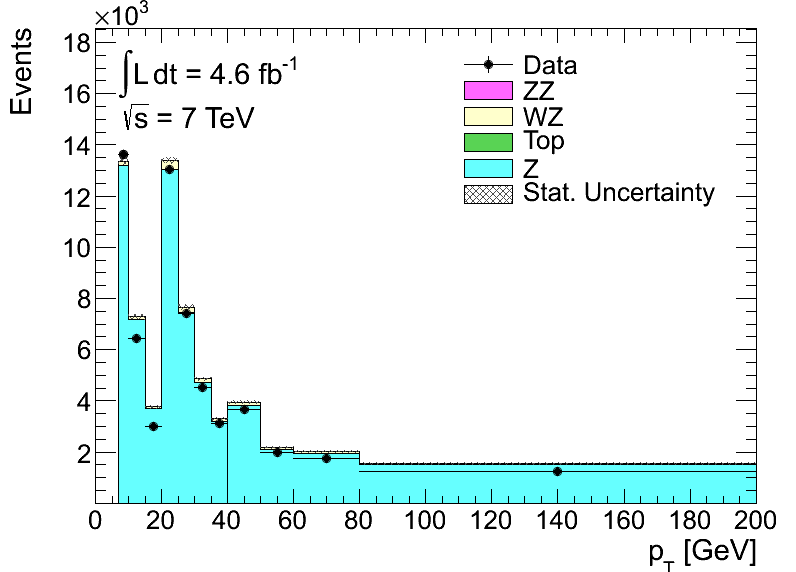 ×10³
Events
18
16
14
12
10
8
6
4
2
∫L dt = 4.6 fb⁻¹
√s = 7 TeV
Data
ZZ
WZ
Top
Z
Stat. Uncertainty
0 20 40 60 80 100 120 140 160 180 200
p_T [GeV]